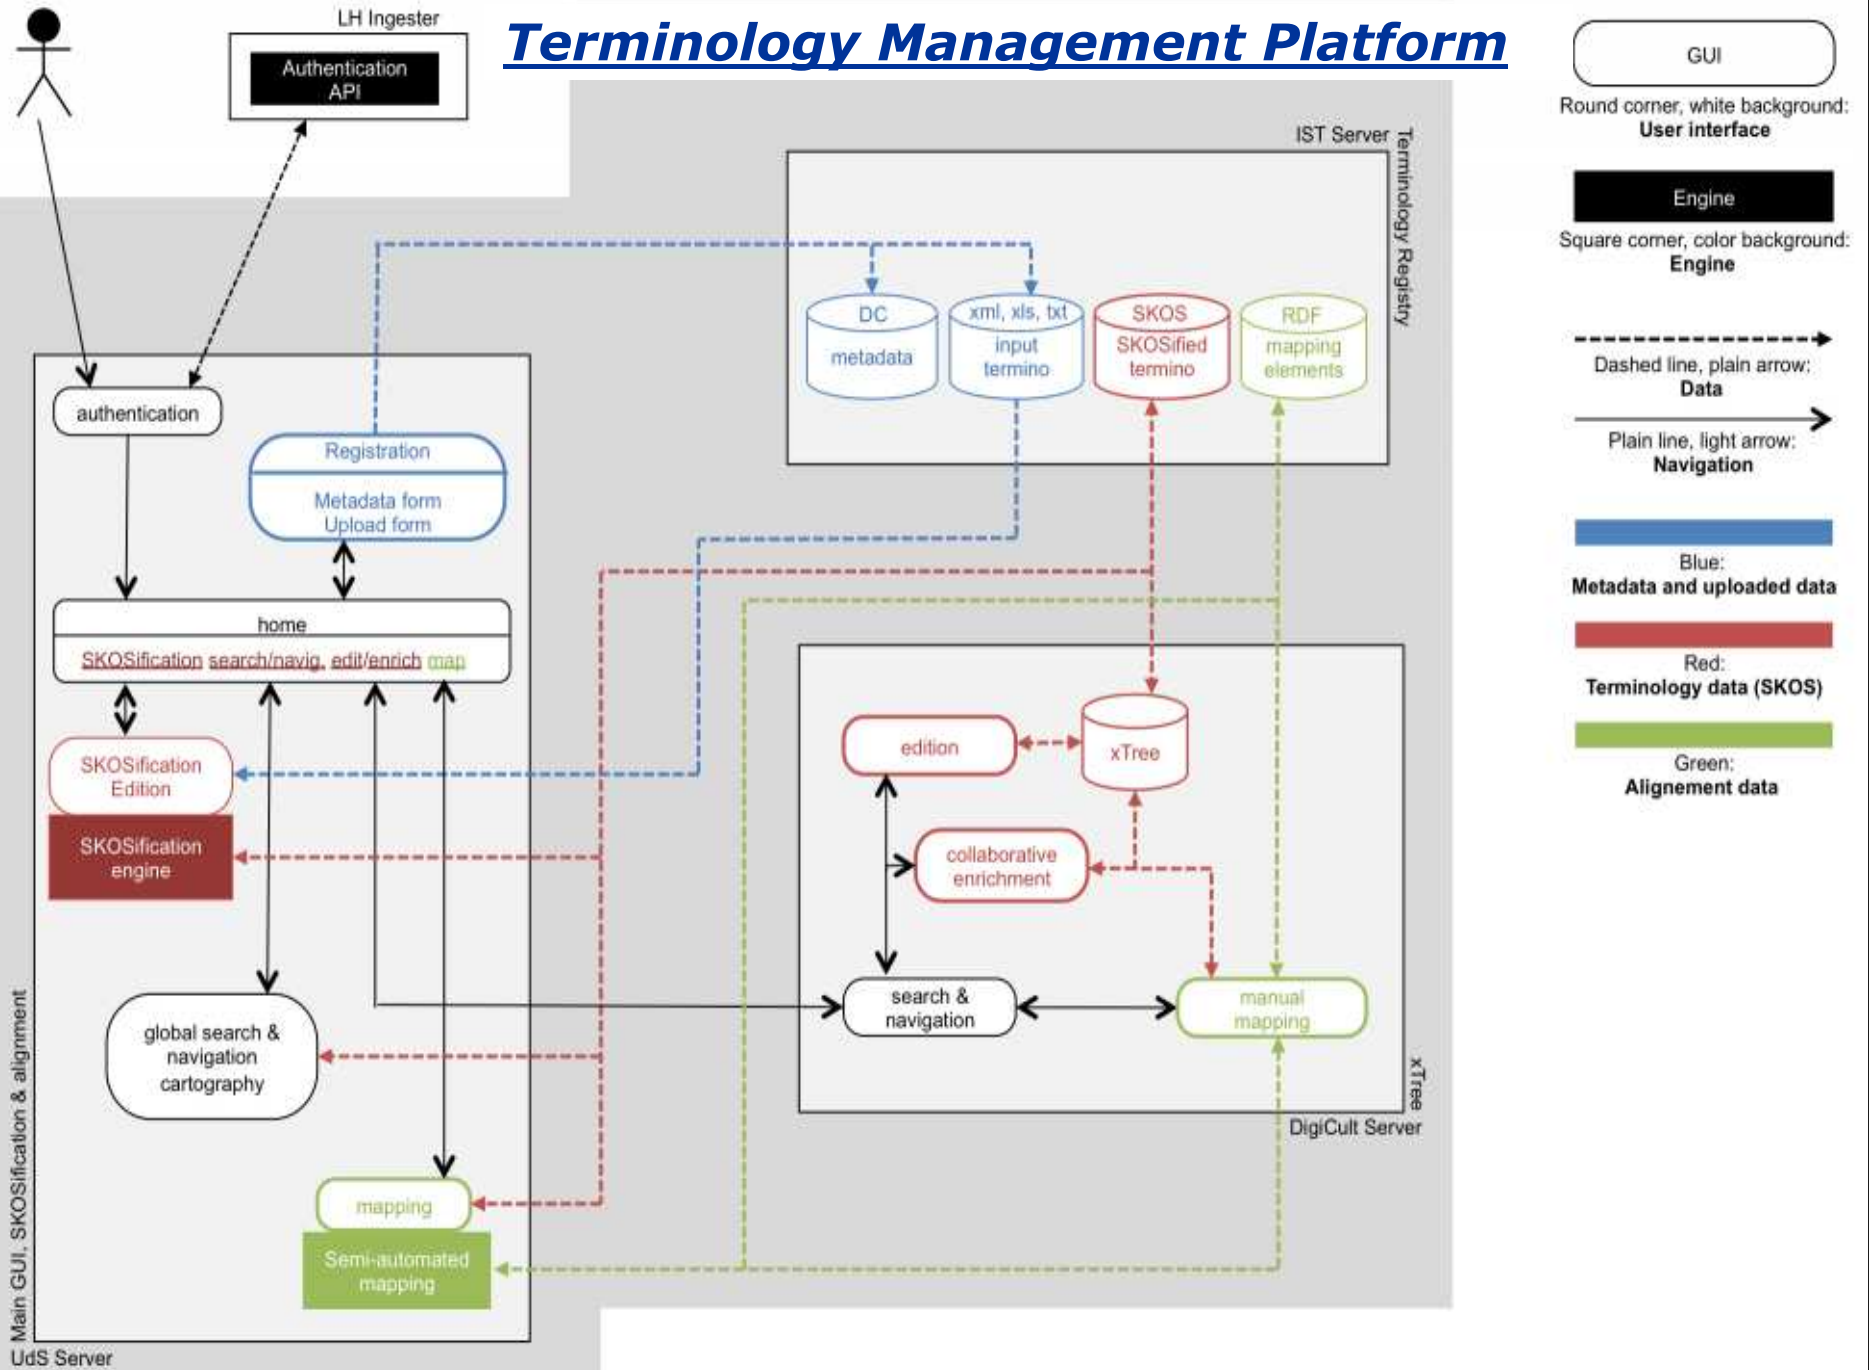 LH Ingester
Authentication
API
Terminology Management Platform
GUI
Round corner, white background:
User interface
Engine
Square corner, color background:
Engine
Dashed line, plain arrow:
Data
Plain line, light arrow:
Navigation
Blue:
Metadata and uploaded data
Red:
Terminology data (SKOS)
Green:
Alignement data
IST Server
Terminology Registry
DC
metadata
xml, xls, txt
input
termino
SKOS
SKOSified
termino
RDF
mapping
elements
authentication
Registration
Metadata form
Upload form
home
SKOSification search/navig. edit/enrich map
SKOSification
Edition
SKOSification
engine
global search &
navigation
cartography
mapping
Semi-automated
mapping
Main GUI, SKOSification & alignment
UdS Server
edition
xTree
collaborative
enrichment
search &
navigation
manual
mapping
xTree
DigiCult Server